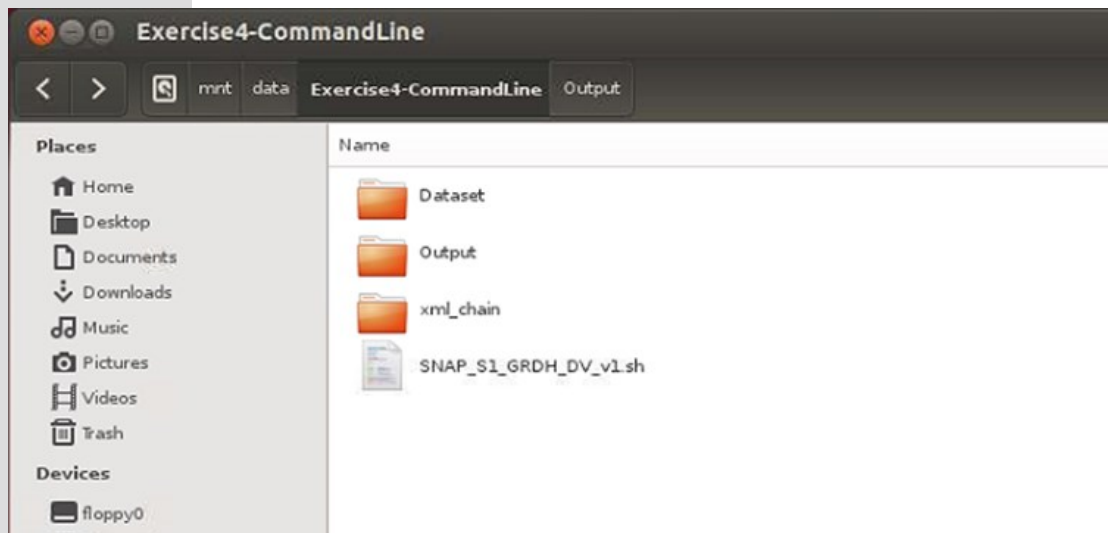 Exercise4-CommandLine
mnt data Exercise4-CommandLine Output
Places
Home
Desktop
Documents
Downloads
Music
Pictures
Videos
Trash
Devices
floppy0
Name
Dataset
Output
xml_chain
SNAP_S1_GRDH_DV_v1.sh